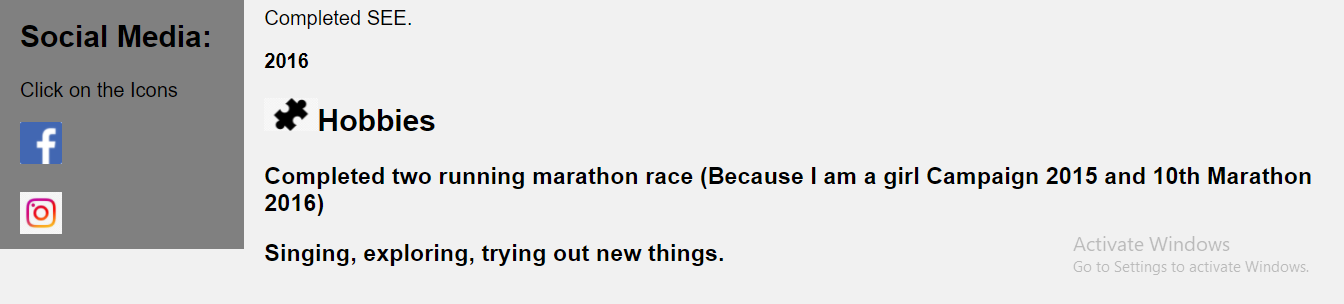 Social Media:
Click on the Icons
Completed SEE.
2016
Hobbies
Completed two running marathon race (Because I am a girl Campaign 2015 and 10th Marathon
2016)
Singing, exploring, trying out new things.
Activate Windows
Go to Settings to activate Windows.